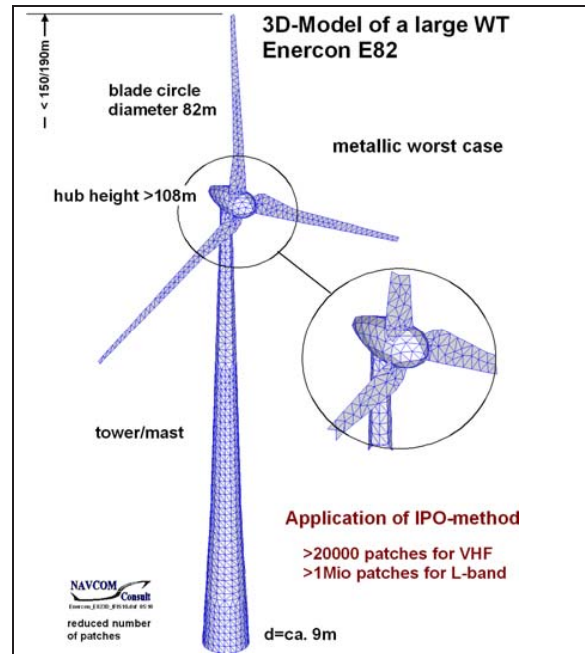 3D-Model of a large WT
Enercon E82
< 150/190m
blade circle
diameter 82m
metallic worst case
hub height >108m
tower/mast
Application of IPO-method
>20000 patches for VHF
>1Mio patches for L-band
NAVCOM
Consult
reduced number
of patches
d=ca. 9m